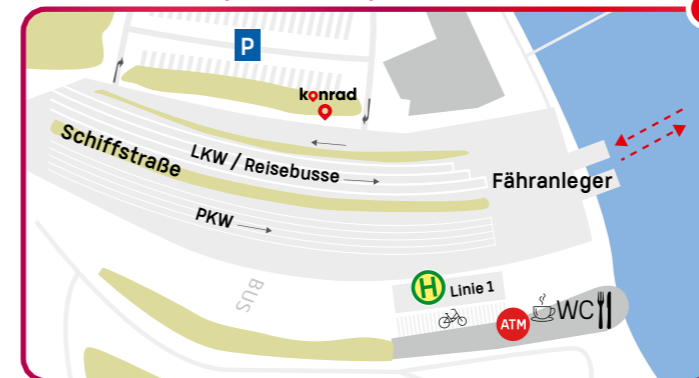 P
konrad
Schiffstraße
LKW / Reisebusse
Fähranleger
PKW
BUS
H Linie 1
ATM
WC